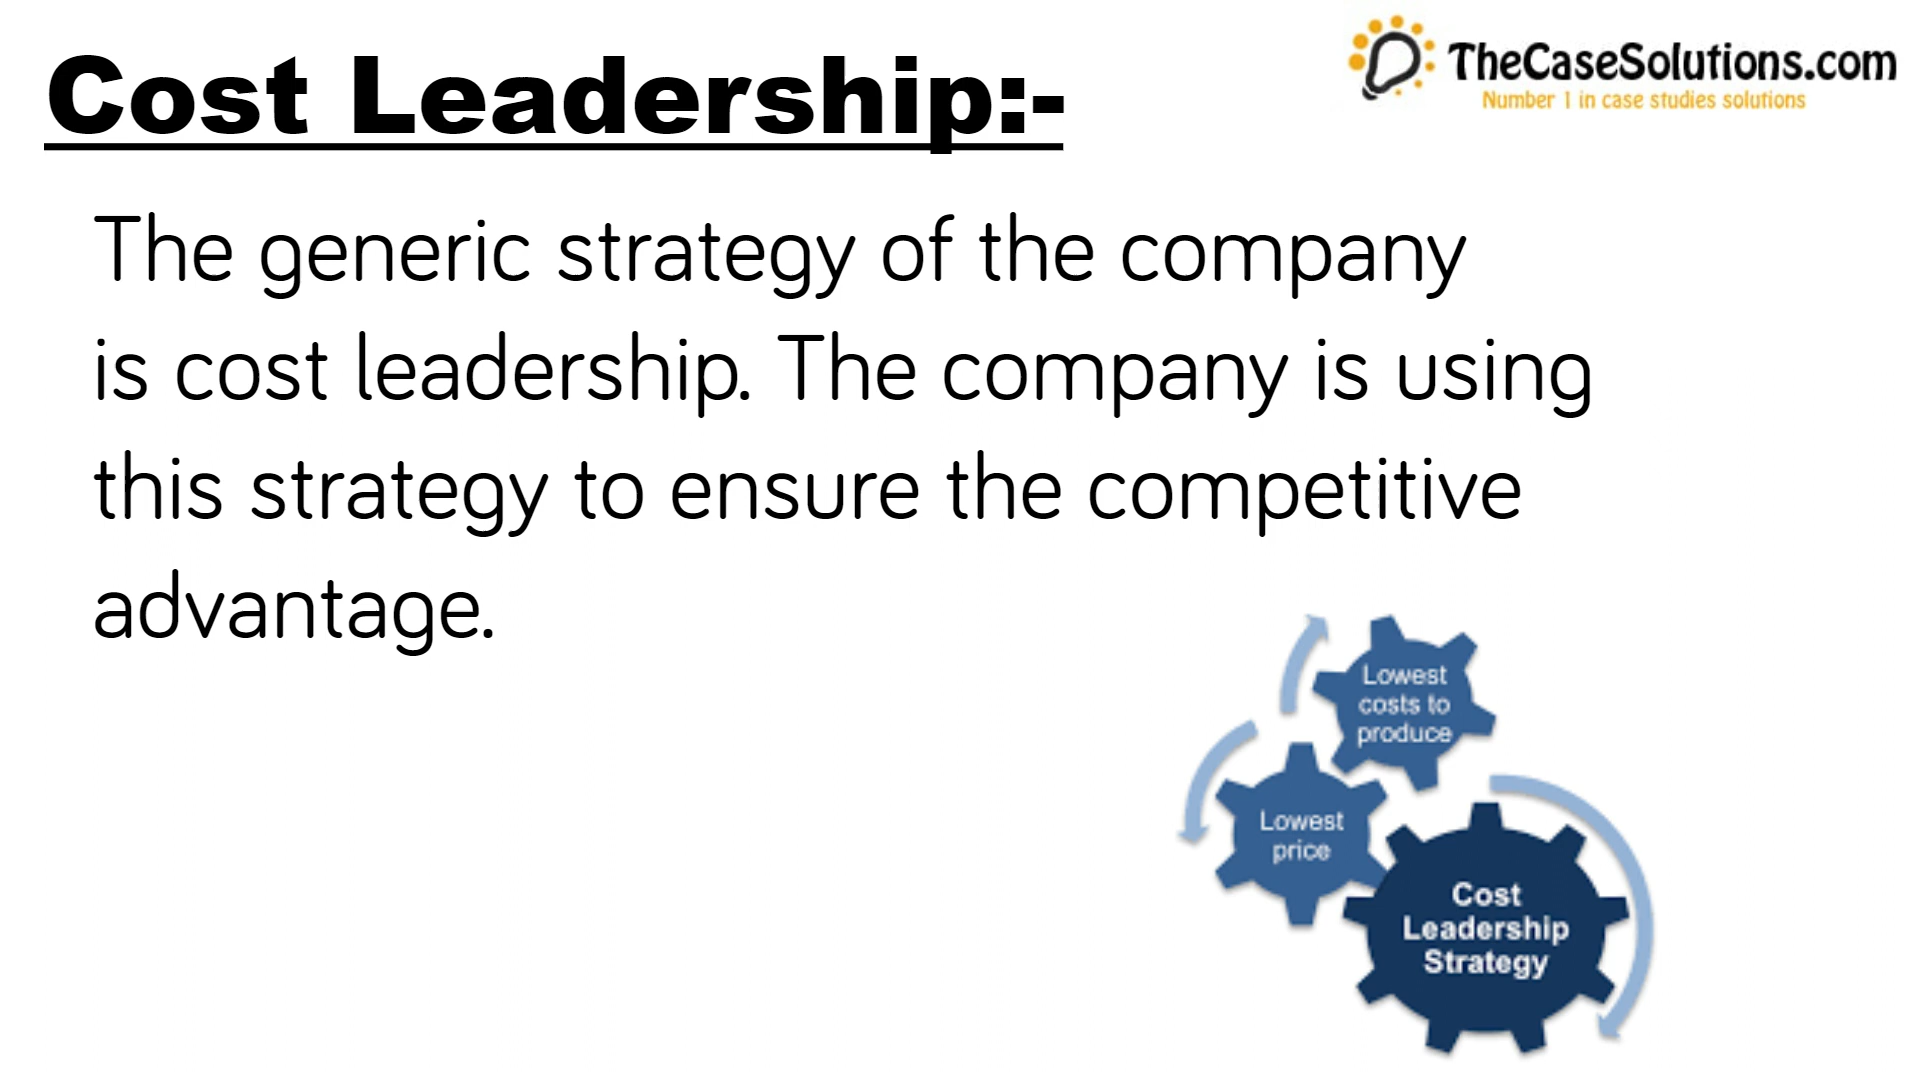 Cost Leadership:-
TheCaseSolutions.com
Number 1 in case studies solutions
The generic strategy of the company
is cost leadership. The company is using
this strategy to ensure the competitive
advantage.
Lowest
costs to
produce
Lowest
price
Cost
Leadership
Strategy